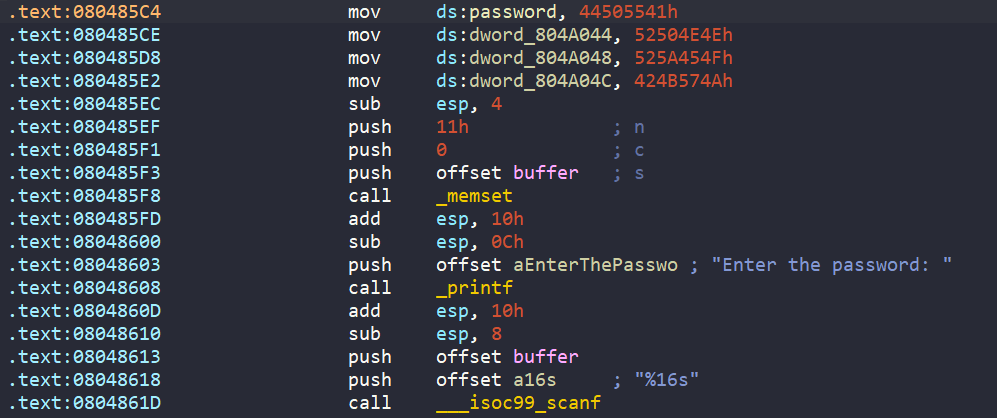 .text:080485C4 mov ds:password, 44505541h
.text:080485CE mov ds:dword_804A044, 52504E4Eh
.text:080485D8 mov ds:dword_804A048, 525A454Fh
.text:080485E2 mov ds:dword_804A04C, 424B574Ah
.text:080485EC sub esp, 4
.text:080485EF push 11h ; n
.text:080485F1 push 0 ; c
.text:080485F3 push offset buffer ; s
.text:080485F8 call _memset
.text:080485FD add esp, 10h
.text:08048600 sub esp, 0Ch
.text:08048603 push offset aEnterThePasswo ; "Enter the password: "
.text:08048608 call _printf
.text:0804860D add esp, 10h
.text:08048610 sub esp, 8
.text:08048613 push offset buffer
.text:08048618 push offset a16s ; "%16s"
.text:0804861D call ___isoc99_scanf